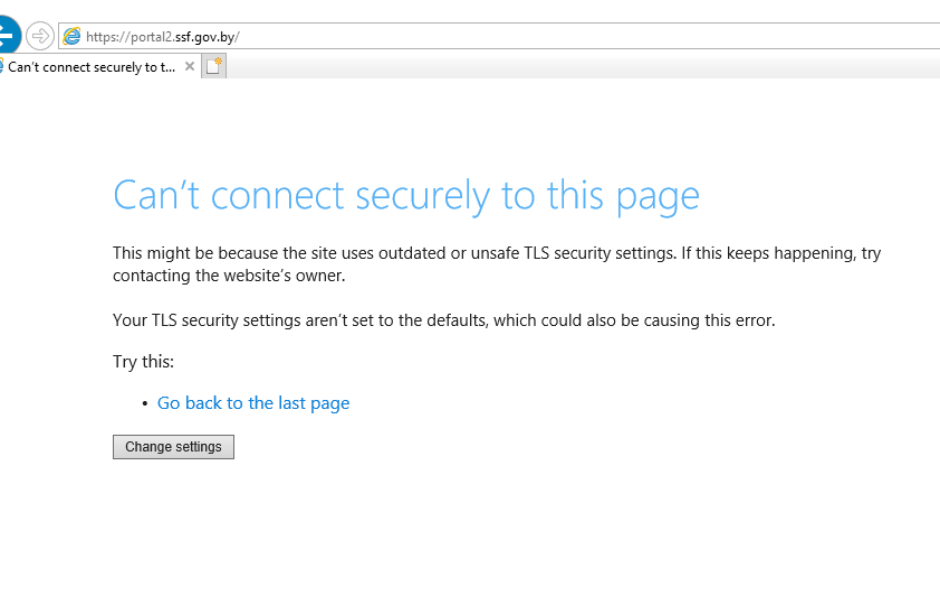 https://portal2.ssf.gov.by/
Can't connect securely to t...
Can't connect securely to this page
This might be because the site uses outdated or unsafe TLS security settings. If this keeps happening, try
contacting the website's owner.
Your TLS security settings aren't set to the defaults, which could also be causing this error.
Try this:
• Go back to the last page
Change settings